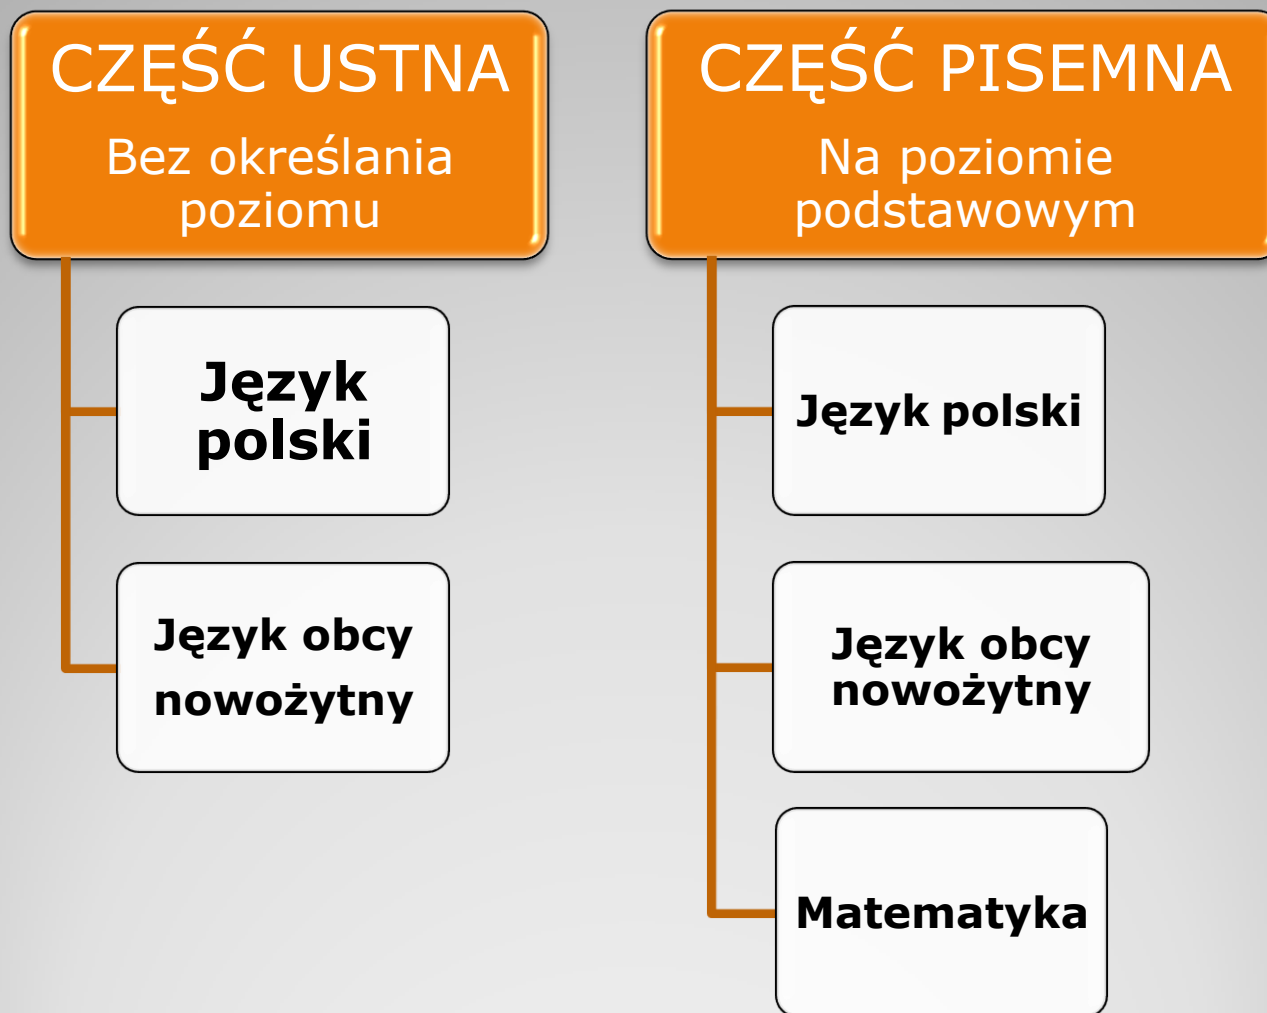 CZĘŚĆ USTNA
Bez określania
poziomu
Język
polski
Język obcy
nowożytny
CZĘŚĆ PISEMNA
Na poziomie
podstawowym
Język polski
Język obcy
nowożytny
Matematyka